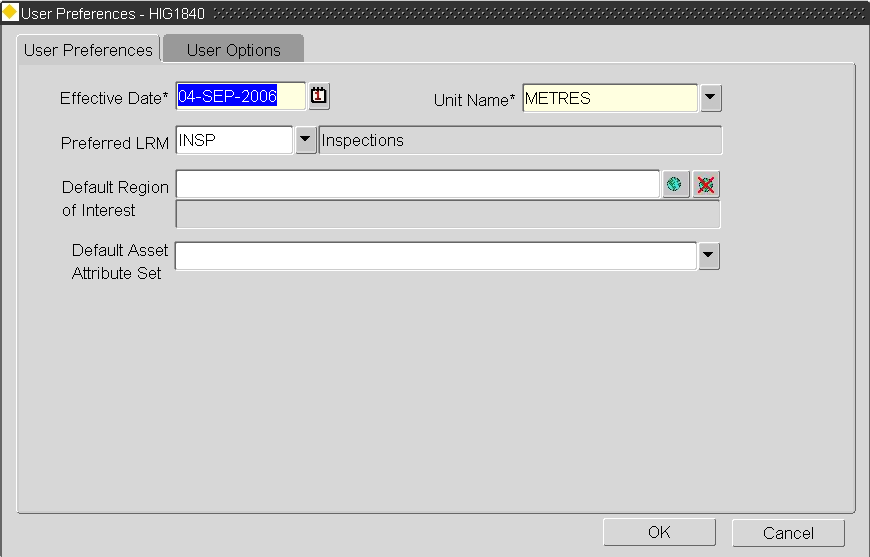 User Preferences - HIG1840
User Preferences User Options
Effective Date* 04-SEP-2006 1 Unit Name* METRES
Preferred LRM INSP Inspections
Default Region
of Interest
Default Asset
Attribute Set
OK Cancel